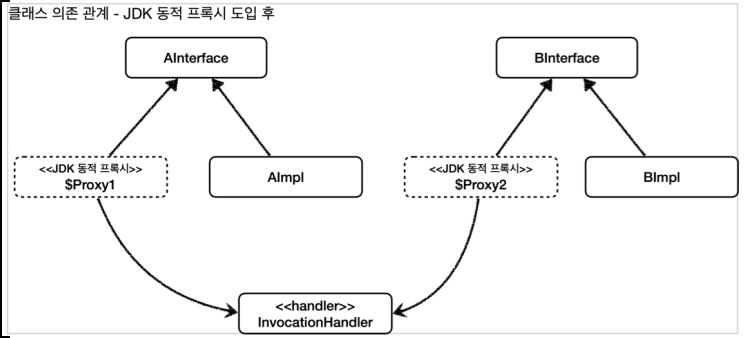 클래스 의존 관계 - JDK 동적 프록시 도입 후
AInterface
BInterface
<<JDK 동적 프록시>>
$Proxy1
AImpl
<<JDK 동적 프록시>>
$Proxy2
BImpl
<<handler>>
InvocationHandler